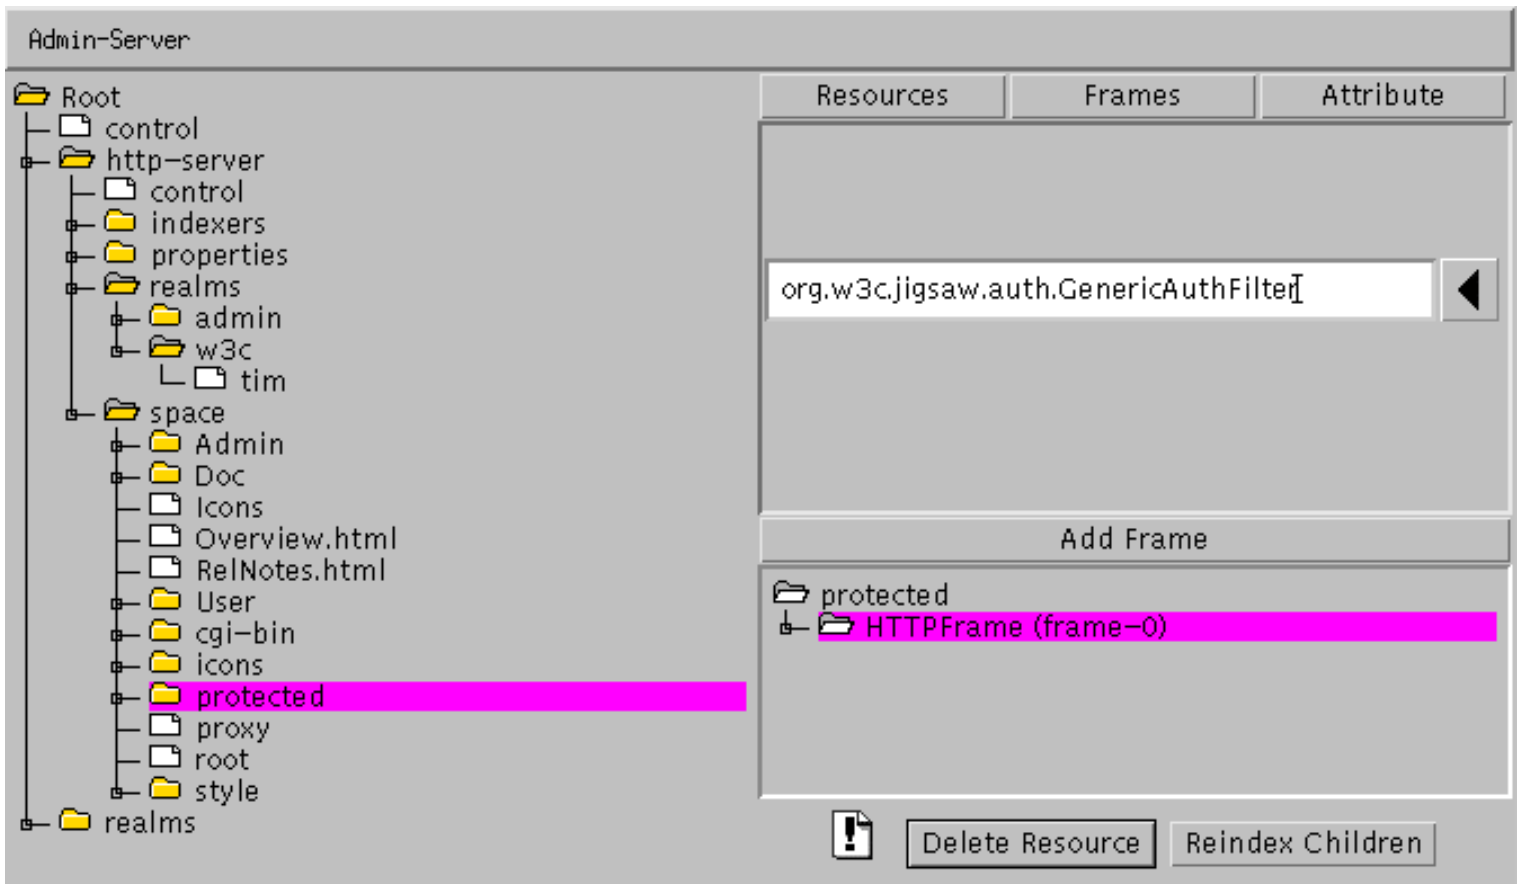 Admin-Server
Root
control
http-server
control
indexers
properties
realms
admin
w3c
tim
space
Admin
Doc
Icons
Overview.html
RelNotes.html
User
cgi-bin
icons
protected
proxy
root
style
realms
Resources Frames Attribute
org.w3c.jigsaw.auth.GenericAuthFilter
Add Frame
protected
HTTPFrame (frame-0)
Delete Resource Reindex Children